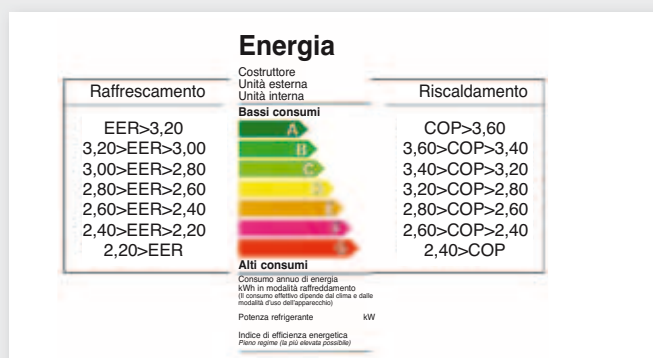 Energia
Costruttore
Unità esterna
Unità interna
Raffrescamento
Riscaldamento
Bassi consumi
EER>3,20 A COP>3,60
3,20>EER>3,00 B 3,60>COP>3,40
3,00>EER>2,80 C 3,40>COP>3,20
2,80>EER>2,60 D 3,20>COP>2,80
2,60>EER>2,40 E 2,80>COP>2,60
2,40>EER>2,20 2,60>COP>2,40
2,20>EER G 2,40>COP
Alti consumi
Consumo annuo di energia
kWh in modalità raffreddamento
(Il consumo effettivo dipende dal clima e dalle
modalità d'uso dell'apparecchio)
Potenza refrigerante kW
Indice di efficienza energetica
Pieno regime (la più elevata possibile)